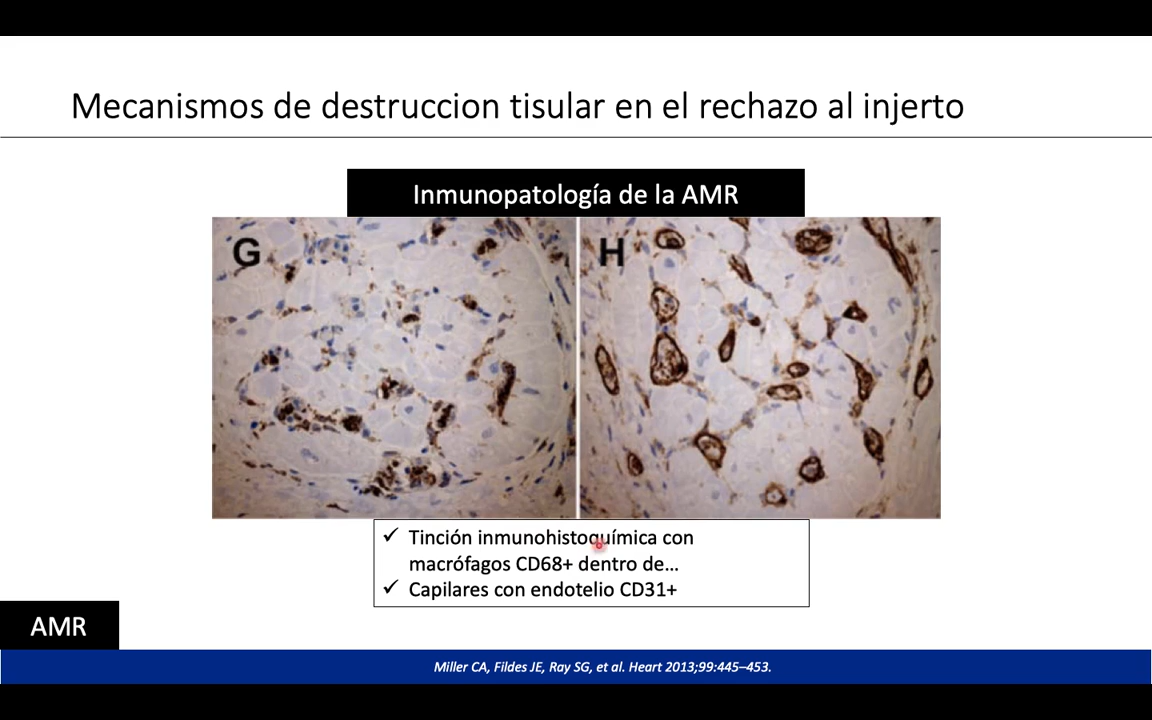 Mecanismos de destruccion tisular en el rechazo al injerto
Inmunopatología de la AMR
G
H
✓ Tinción inmunohistoquímica con
macrófagos CD68+ dentro de...
✓ Capilares con endotelio CD31+
AMR
Miller CA, Fildes JE, Ray SG, et al. Heart 2013;99:445–453.